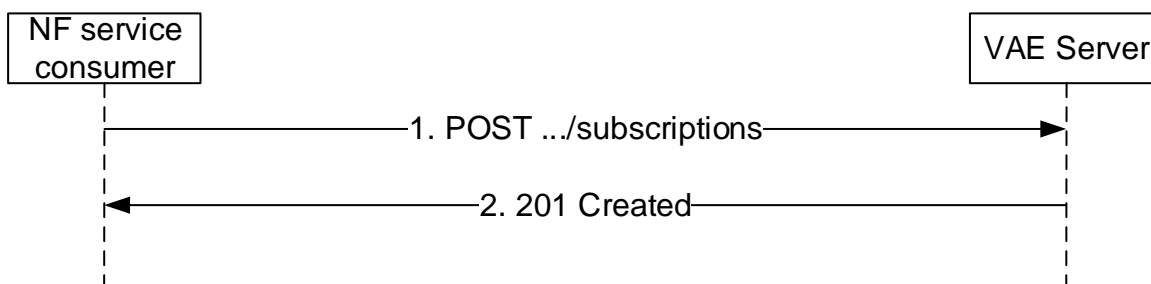 NF service
consumer
VAE Server
1. POST .../subscriptions
2. 201 Created